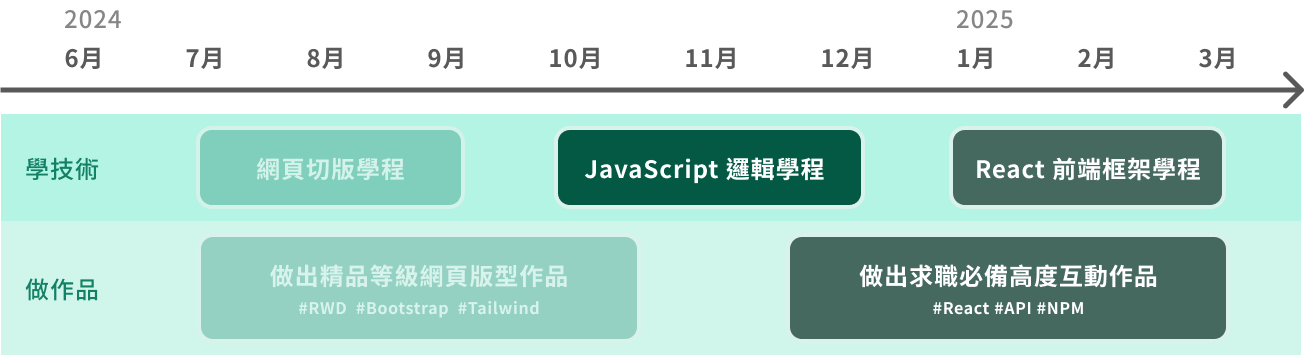 2024 2025
6月 7月 8月 9月 10月 11月 12月 1月 2月 3月
學技術 網頁切版學程 JavaScript 邏輯學程 React 前端框架學程
做作品
做出精品等級網頁版型作品
#RWD #Bootstrap #Tailwind
做出求職必備高度互動作品
#React #API #NPM